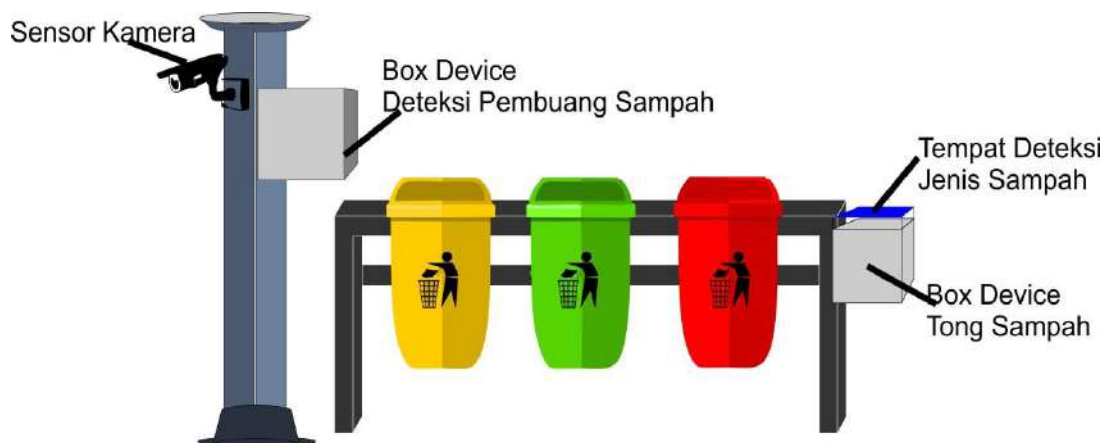 Sensor Kamera
Box Device
Deteksi Pembuang Sampah
Tempat Deteksi
Jenis Sampah
Box Device
Tong Sampah